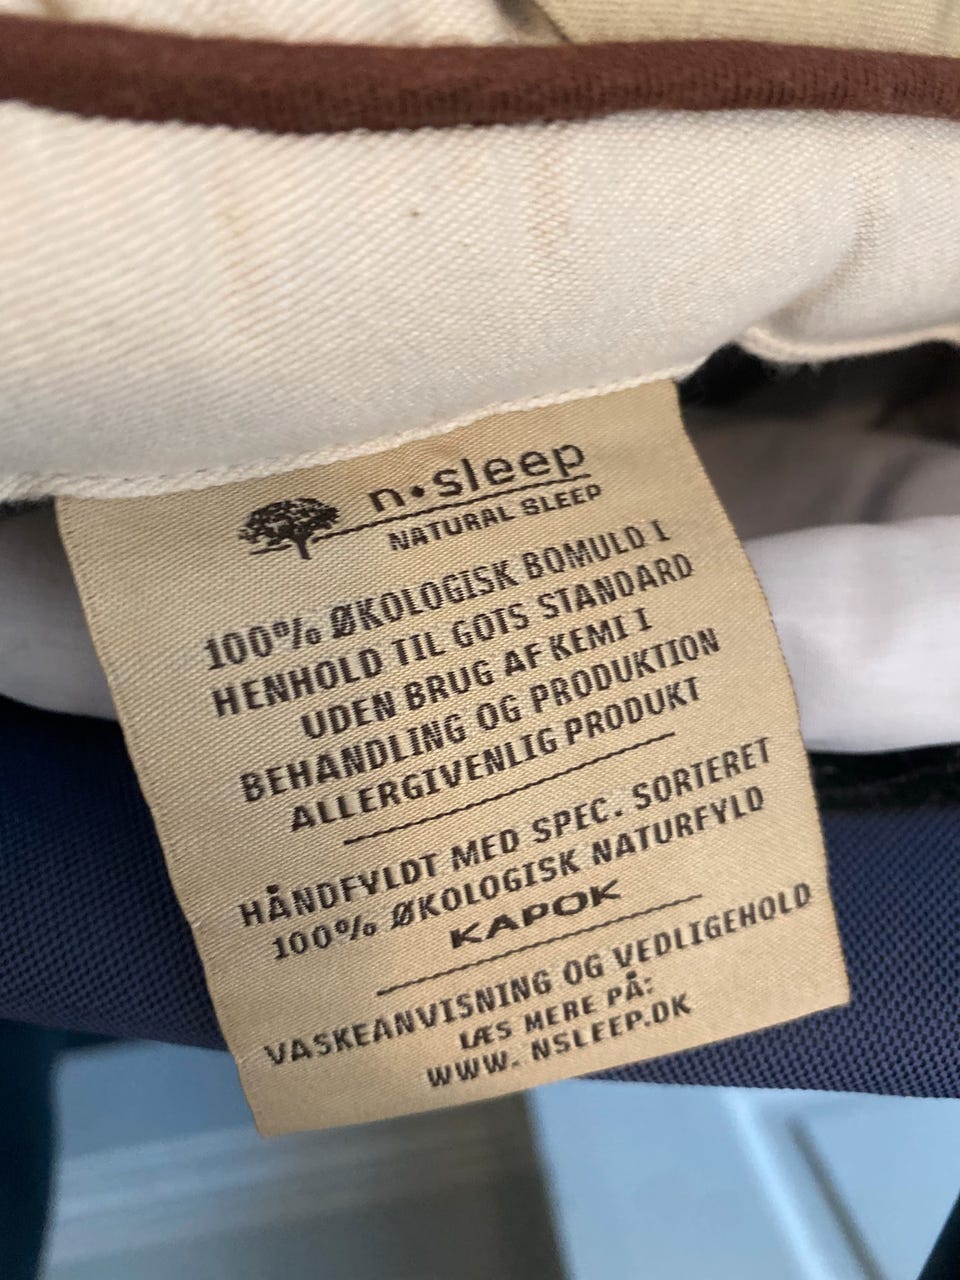 n•sleep
NATURAL SLEEP
100% ØKOLOGISK BOMULD I
HENHOLD TIL GOTS STANDARD
UDEN BRUG AF KEMI I
BEHANDLING OG PRODUKTION
ALLERGIVENLIG PRODUKT
HÅNDFYLDT MED SPEC. SORTERET
100% ØKOLOGISK NATURFYLD
KAPOK
VASKEANVISNING OG VEDLIGEHOLD
LÆS MERE PÅ:
WWW. NSLEEP.DK